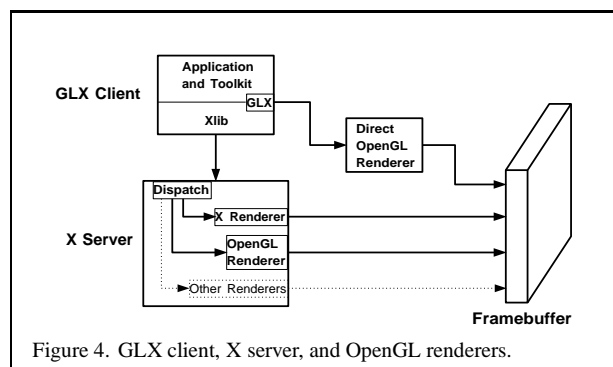 Application
and Toolkit
GLX Client
GLX
Xlib
Direct
OpenGL
Renderer
Dispatch
X Renderer
X Server
OpenGL
Renderer
Other Renderers
Framebuffer
Figure 4. GLX client, X server, and OpenGL renderers.